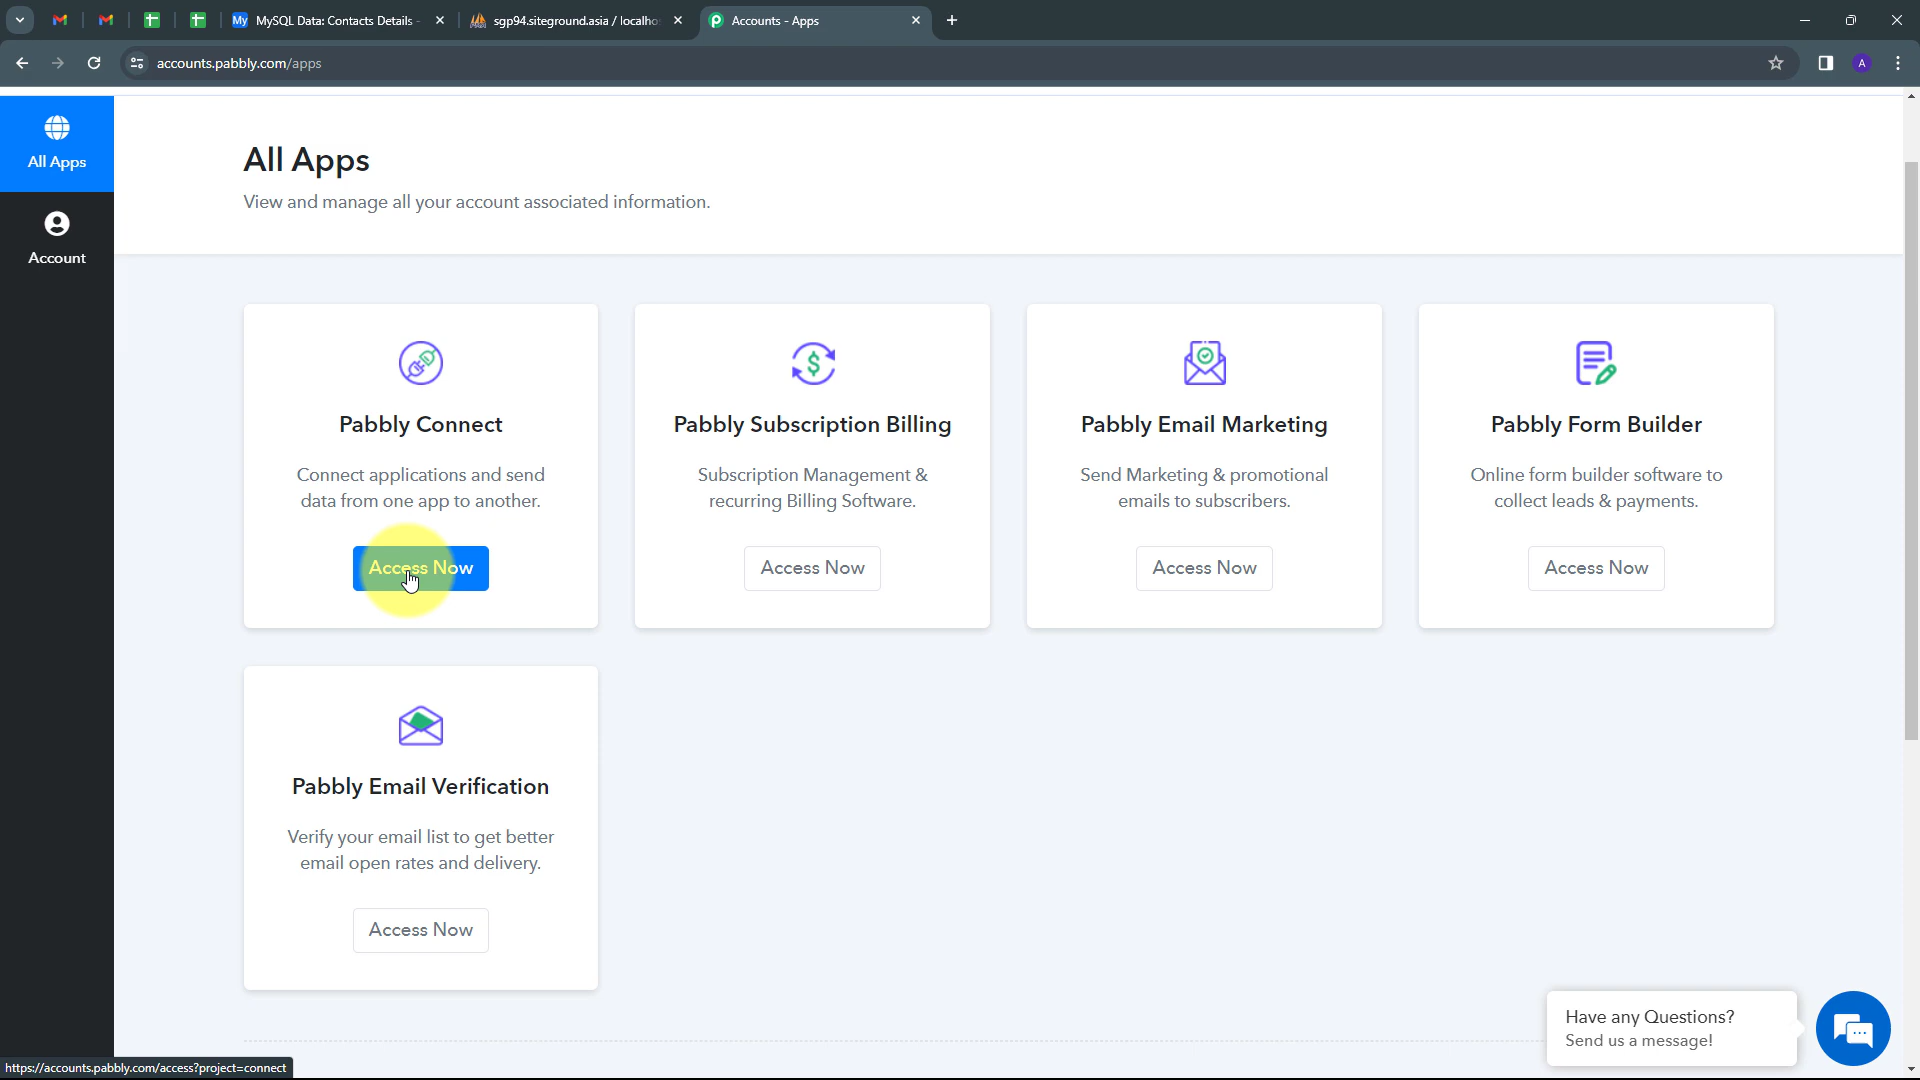 My MySQL Data: Contacts Details -
sgp94.siteground.asia / localho
Accounts - Apps
accounts.pabbly.com/apps
A
All Apps
Account
All Apps
View and manage all your account associated information.
Pabbly Connect
Connect applications and send
data from one app to another.
Access Now
Pabbly Subscription Billing
Subscription Management &
recurring Billing Software.
Access Now
Pabbly Email Marketing
Send Marketing & promotional
emails to subscribers.
Access Now
Pabbly Form Builder
Online form builder software to
collect leads & payments.
Access Now
Pabbly Email Verification
Verify your email list to get better
email open rates and delivery.
Access Now
Have any Questions?
Send us a message!
https://accounts.pabbly.com/access?project=connect